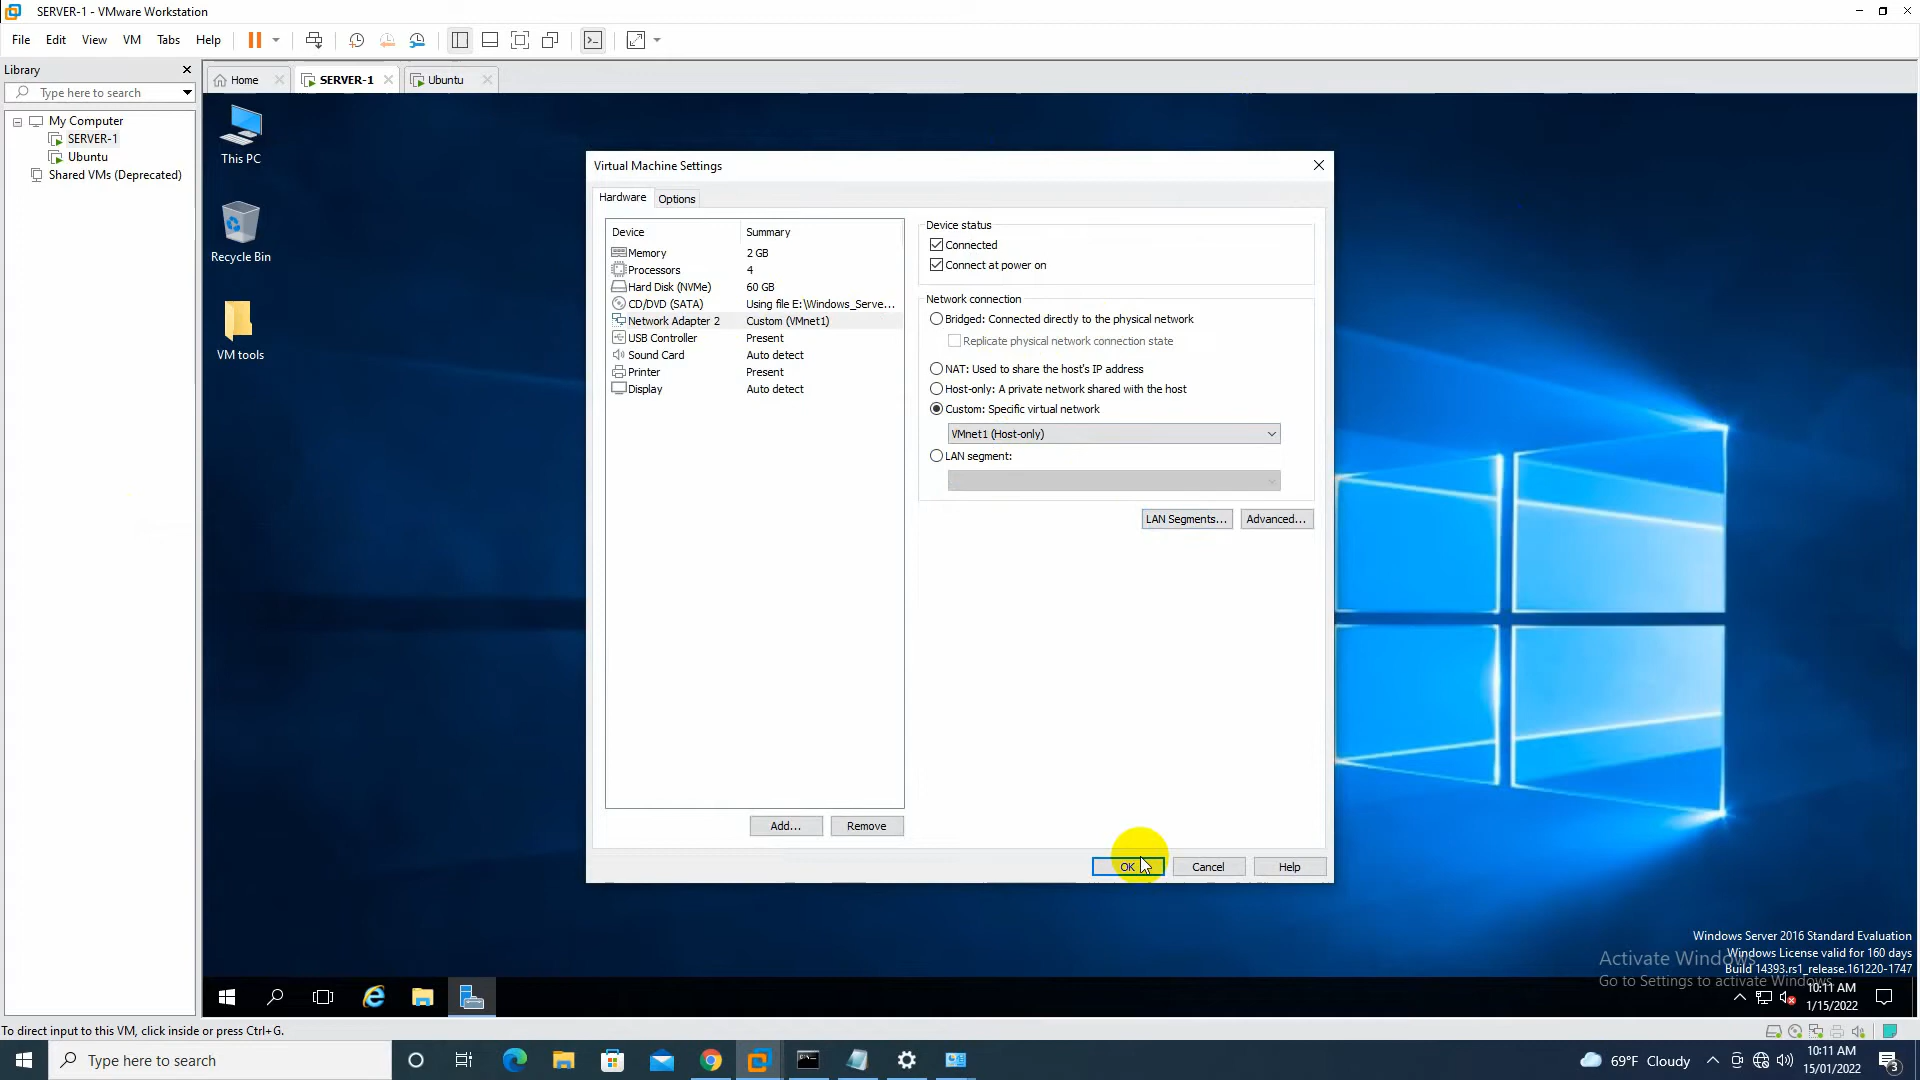 SERVER-1 - VMware Workstation
File Edit View VM Tabs Help
Library
Type here to search
My Computer
SERVER-1
Ubuntu
Shared VMs (Deprecated)
Home
SERVER-1
Ubuntu
This PC
Recycle Bin
VM tools
Virtual Machine Settings
Hardware Options
Device Summary
Memory 2 GB
Processors 4
Hard Disk (NVMe) 60 GB
CD/DVD (SATA) Using file E:\Windows_Serve...
Network Adapter 2 Custom (VMnet1)
USB Controller Present
Sound Card Auto detect
Printer Present
Display Auto detect
Add... Remove
Device status
Connected
Connect at power on
Network connection
Bridged: Connected directly to the physical network
Replicate physical network connection state
NAT: Used to share the host's IP address
Host-only: A private network shared with the host
Custom: Specific virtual network
VMnet1 (Host-only)
LAN segment:
LAN Segments... Advanced...
OK Cancel Help
Windows Server 2016 Standard Evaluation
Windows License valid for 160 days
Build 14393.rs1_release.161220-1747
Activate Windows
Go to Settings to activate Windows.
10:11 AM
1/15/2022
To direct input to this VM, click inside or press Ctrl+G.
Type here to search
69°F Cloudy
10:11 AM
15/01/2022
3